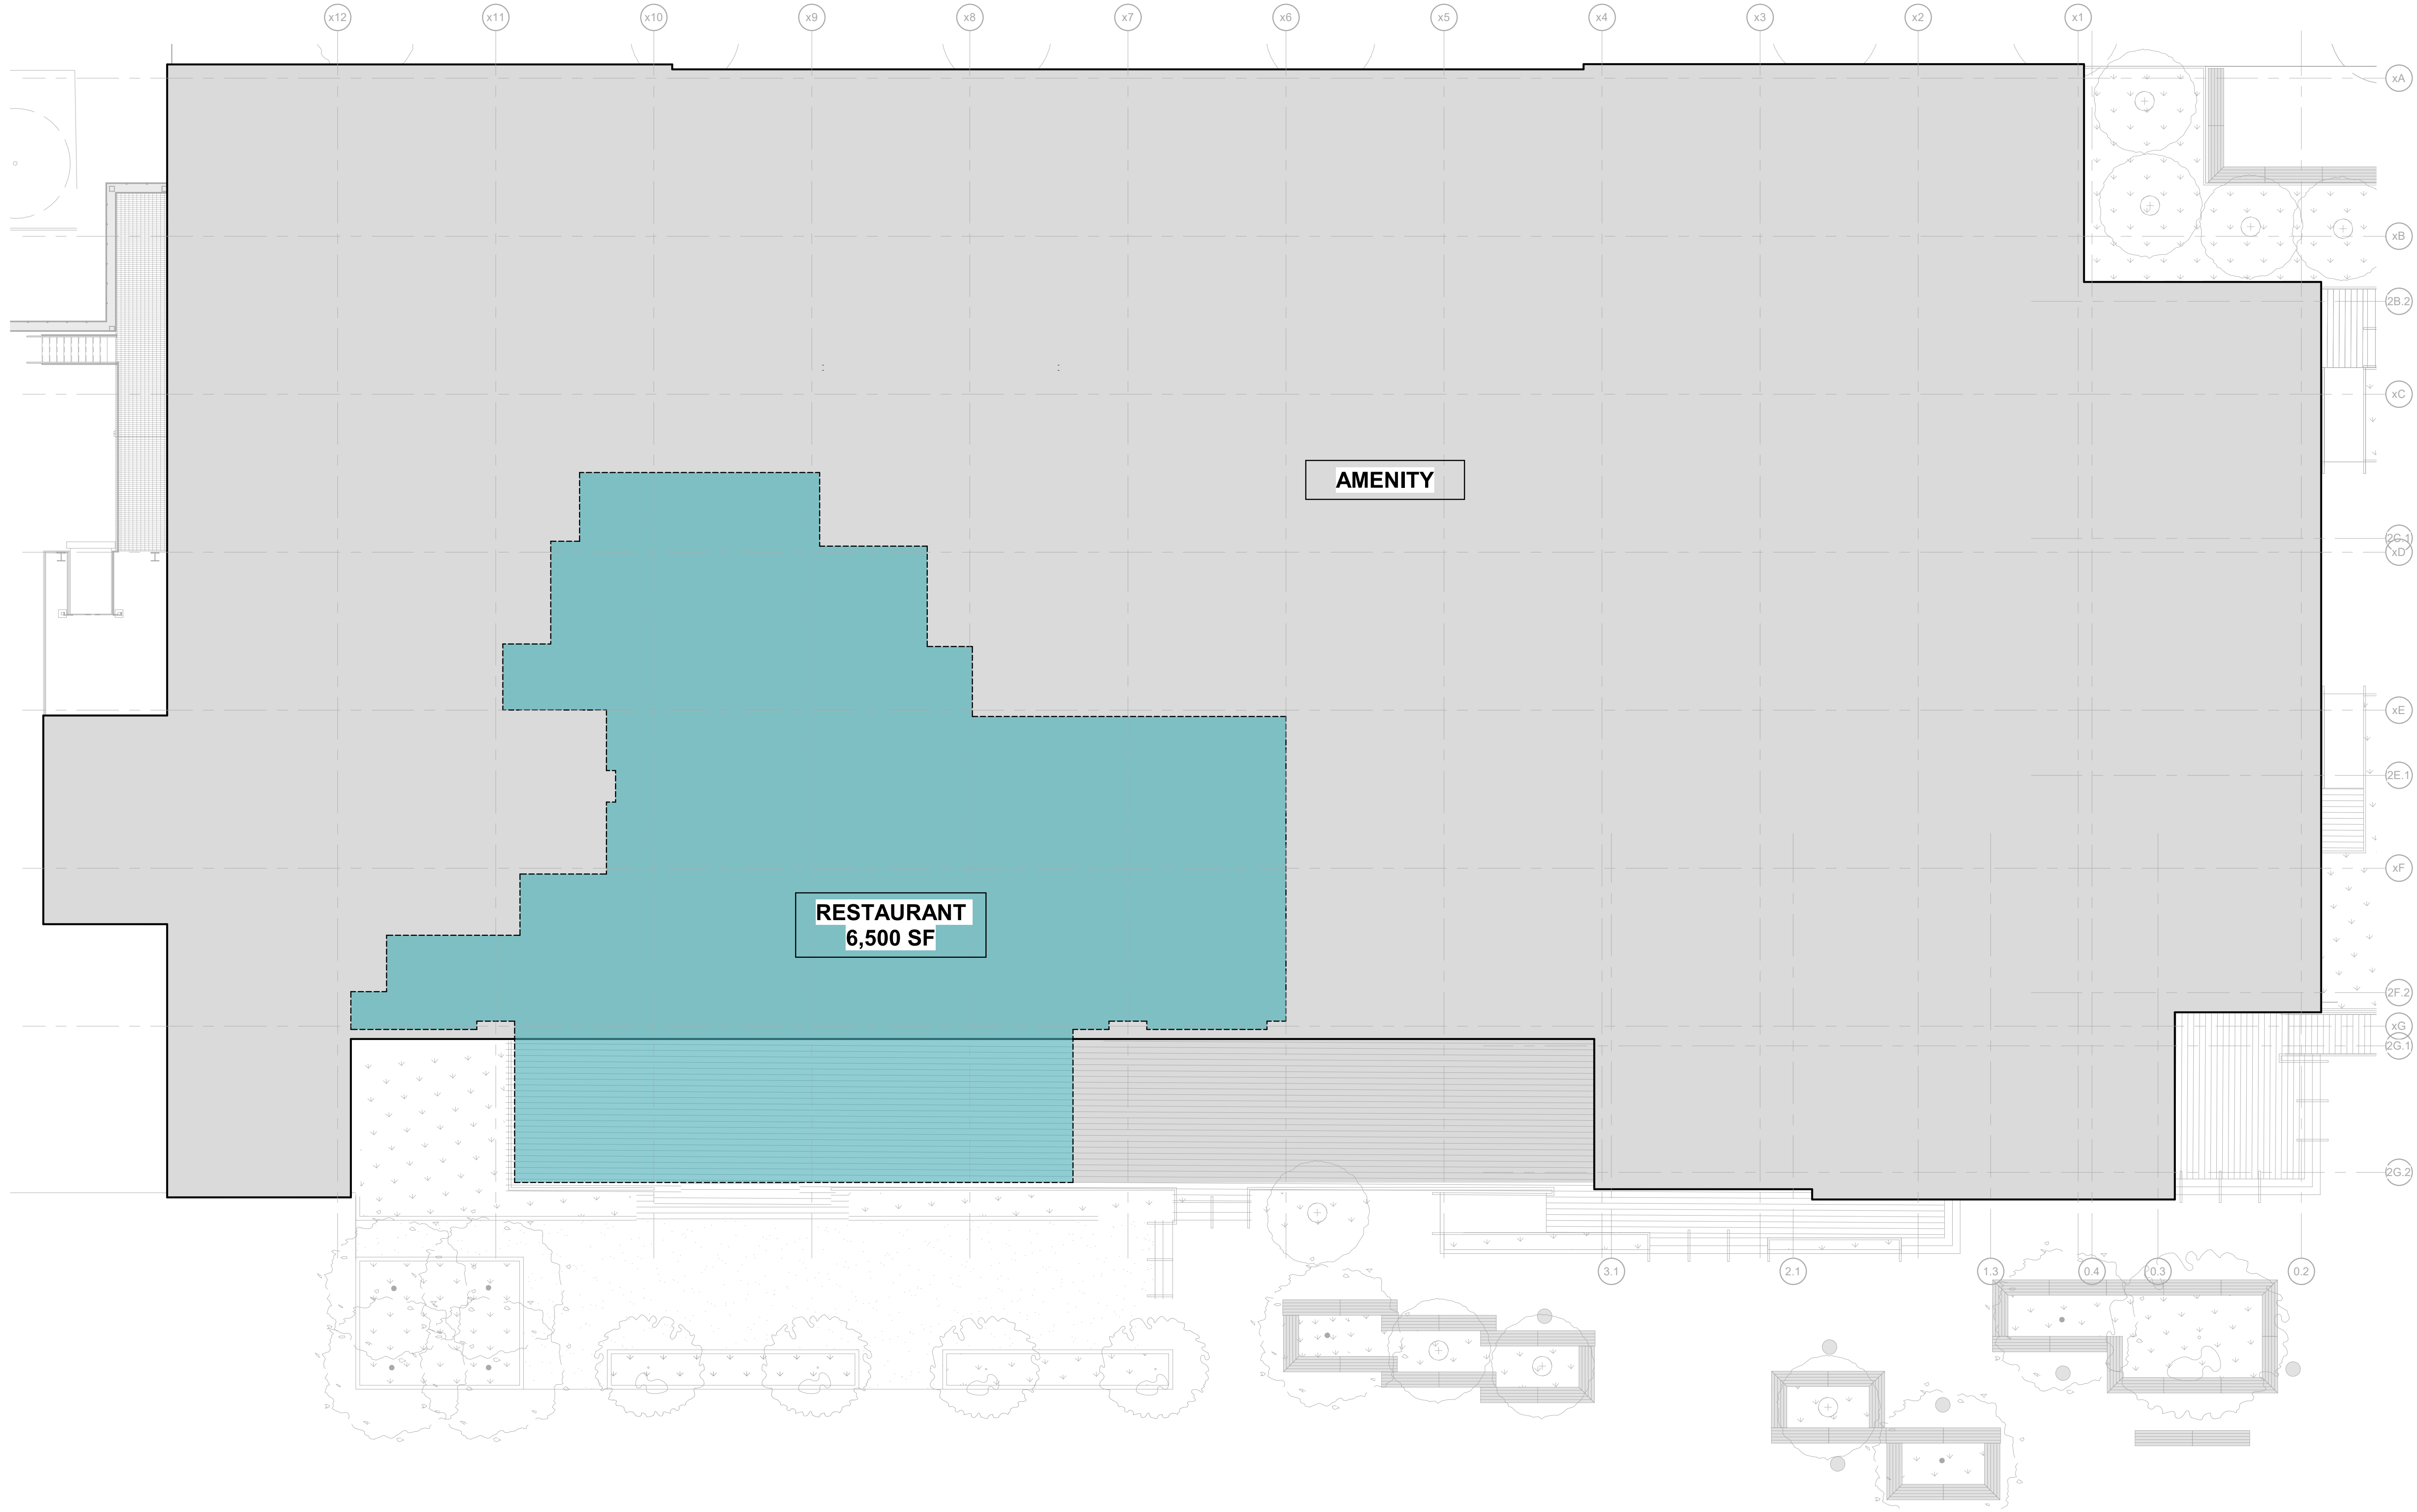 x12 x11 x10 x9 x8 x7 x6 x5 x4 x3 x2 x1
xA
xB
2B.2
xC
AMENITY
2C.1
xD
xE
2E.1
xF
RESTAURANT
6,500 SF
2F.2
xG
2G.1
2G.2
3.1 2.1 1.3 0.4 0.3 0.2